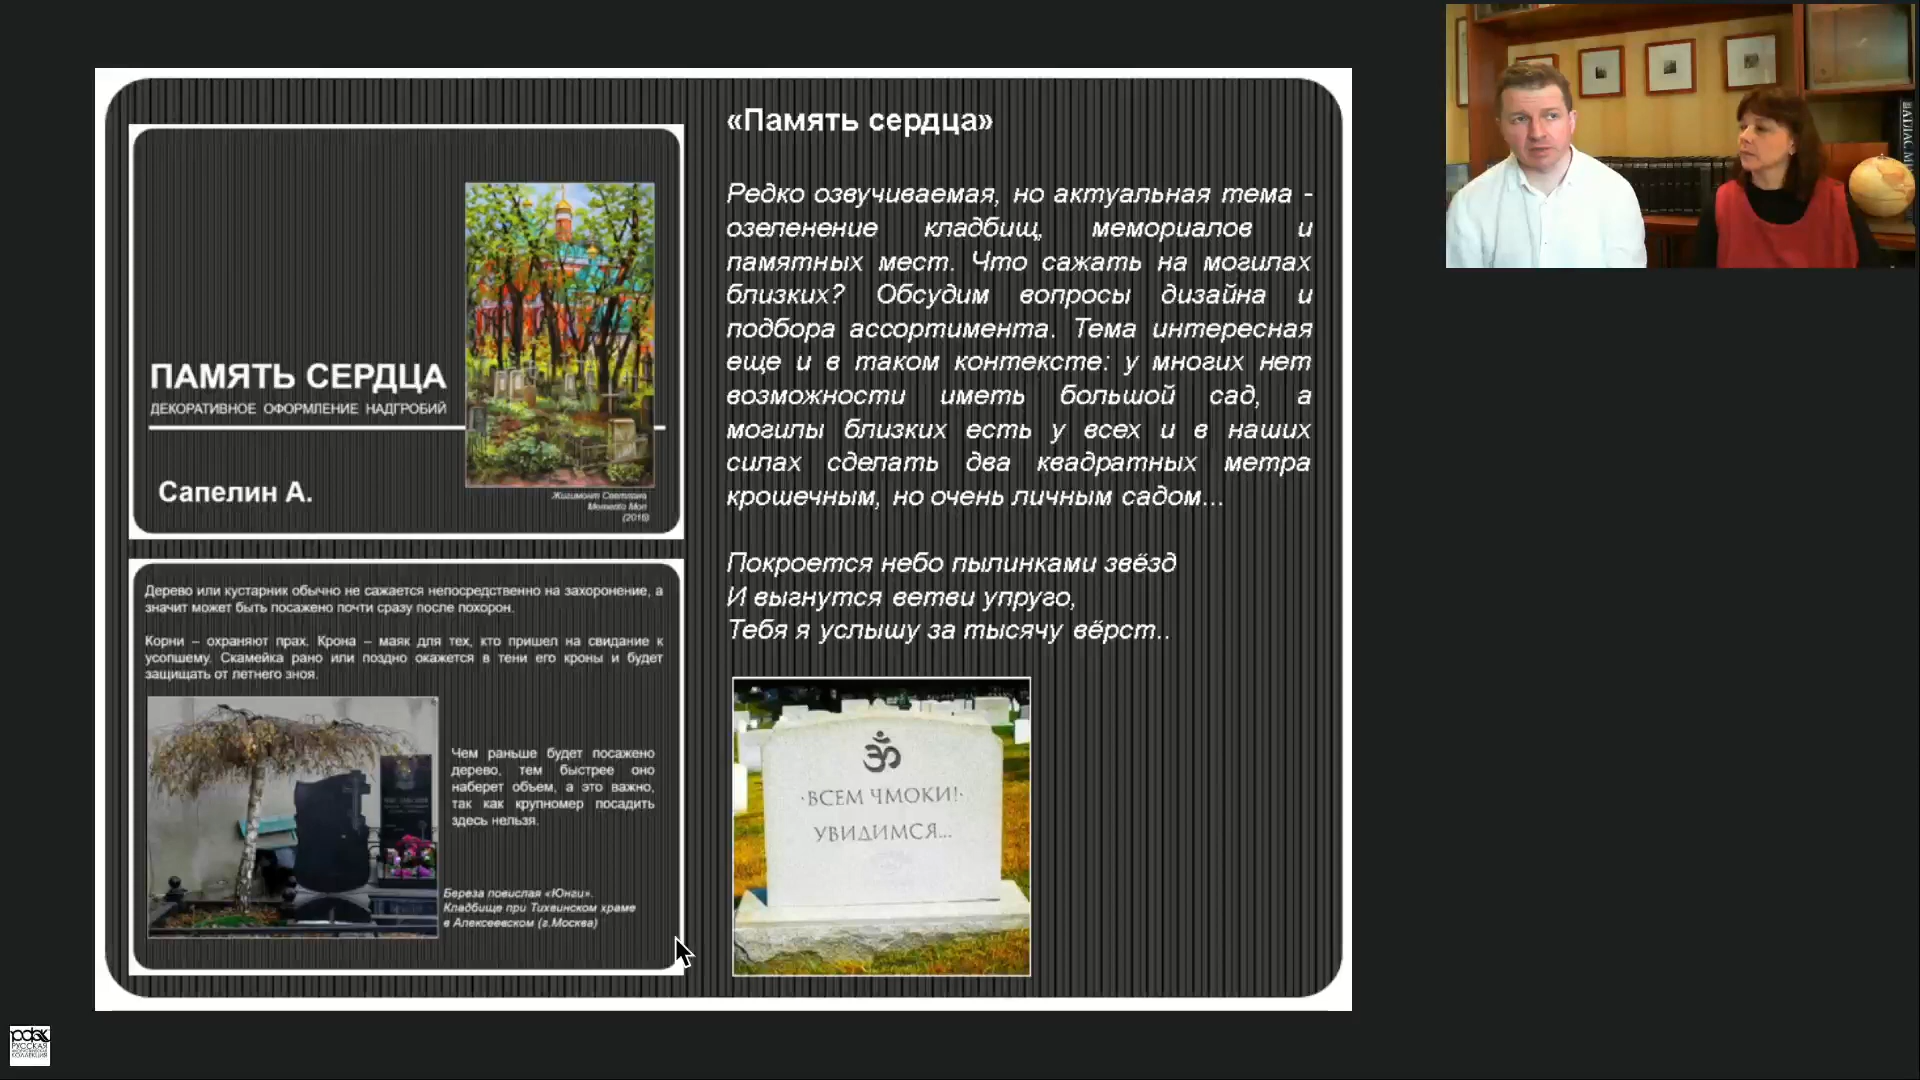 ПАМЯТЬ СЕРДЦА
ДЕКОРАТИВНОЕ ОФОРМЛЕНИЕ НАДГРОБИЙ
Сапелин А.
Жигимонт Светлана
Memento Mori
(2016)
Дерево или кустарник обычно не сажается непосредственно на захоронение, а
значит может быть посажено почти сразу после похорон.
Корни – охраняют прах. Крона – маяк для тех, кто пришел на свидание к
усопшему. Скамейка рано или поздно окажется в тени его кроны и будет
защищать от летнего зноя.
Чем раньше будет посажено
дерево, тем быстрее оно
наберет объем, а это важно,
так как крупномер посадить
здесь нельзя.
Береза повислая «Юнги».
Кладбище при Тихвинском храме
в Алексеевском (г.Москва)
«Память сердца»
Редко озвучиваемая, но актуальная тема -
озеленение кладбищ, мемориалов и
памятных мест. Что сажать на могилах
близких? Обсудим вопросы дизайна и
подбора ассортимента. Тема интересная
еще и в таком контексте: у многих нет
возможности иметь большой сад, а
могилы близких есть у всех и в наших
силах сделать два квадратных метра
крошечным, но очень личным садом...
Покроется небо пылинками звёзд
И выгнутся ветви упруго,
Тебя я услышу за тысячу вёрст..
ॐ
·ВСЕМ ЧМОКИ!·
УВИДИМСЯ...
РУССКАЯ
КОЛЛЕКЦИЯ